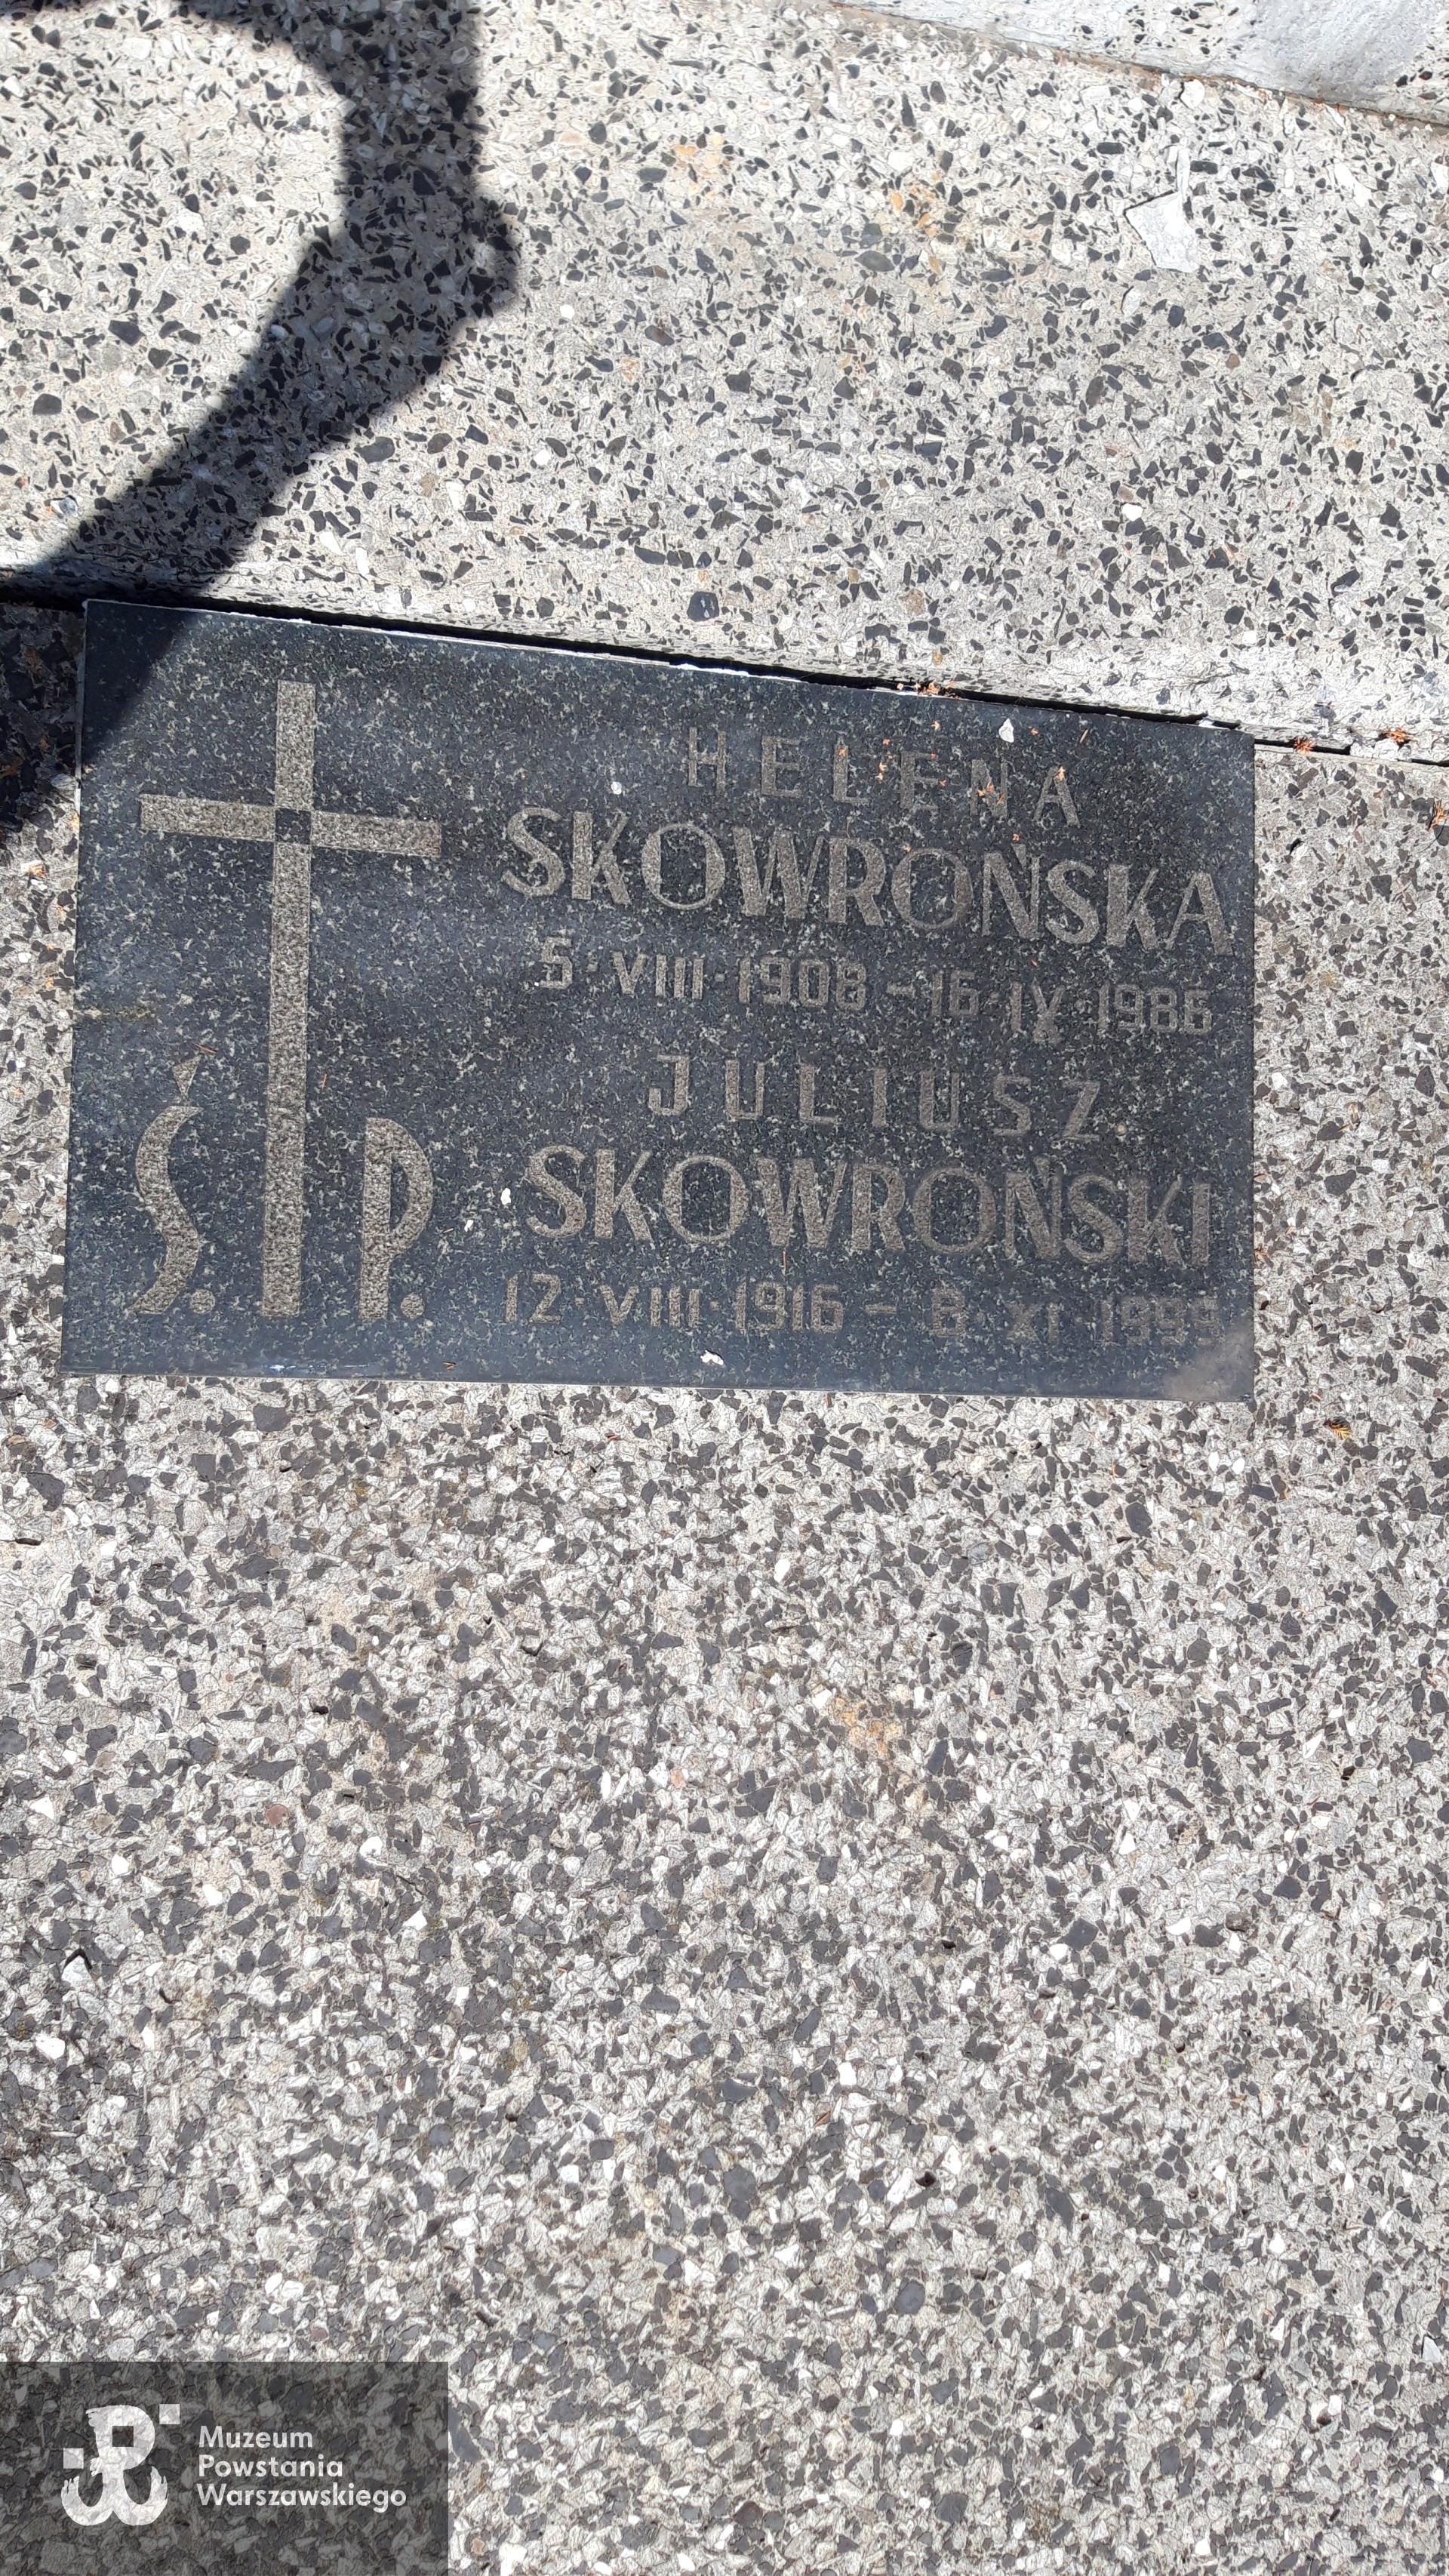 HELENA
SKOWROŃSKA
5·VIII·1908-16·IX·1986
JULIUSZ
SKOWROŃSKI
12·VIII·1916-8·XI·1999
Ś.P.
Muzeum
Powstania
Warszawskiego